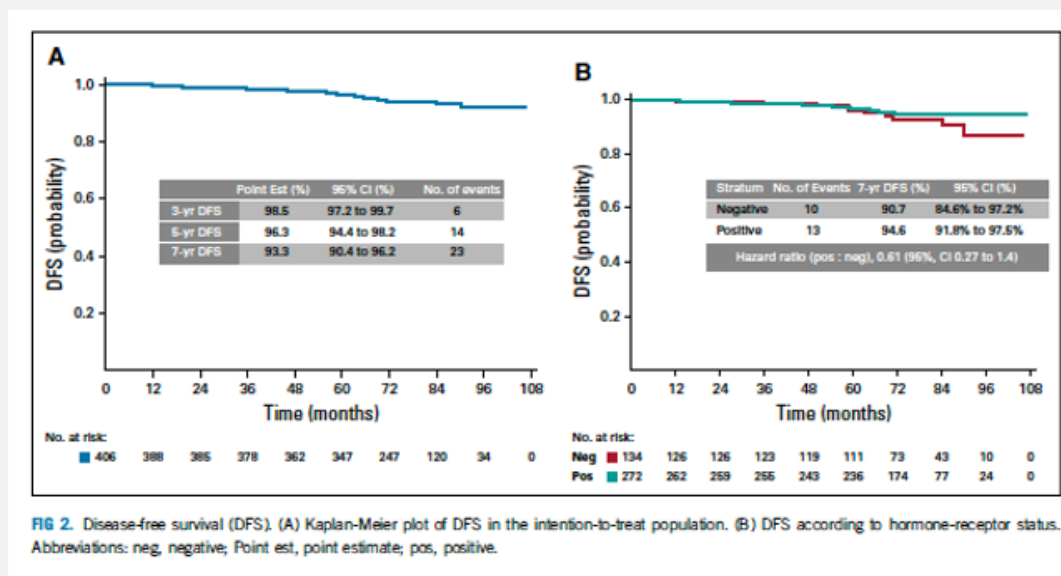 A
DFS (probability)
1.0
0.8
0.6
0.4
0.2
Point Est (%) 95% CI (%) No. of events
3-yr DFS 98.5 97.2 to 99.7 6
5-yr DFS 96.3 94.4 to 98.2 14
7-yr DFS 93.3 90.4 to 96.2 23
0 12 24 36 48 60 72 84 96 108
Time (months)
No. at risk:
406 388 385 378 362 347 247 120 34 0
B
DFS (probability)
1.0
0.8
0.6
0.4
0.2
Stratum No. of Events 7-yr DFS (%) 95% CI (%)
Negative 10 90.7 84.6% to 97.2%
Positive 13 94.6 91.8% to 97.5%
Hazard ratio (pos : neg), 0.61 (95%, CI 0.27 to 1.4)
0 12 24 36 48 60 72 84 96 108
Time (months)
No. at risk:
Neg 134 126 126 123 119 111 73 43 10 0
Pos 272 262 259 255 243 236 174 77 24 0
FIG 2. Disease-free survival (DFS). (A) Kaplan-Meier plot of DFS in the intention-to-treat population. (B) DFS according to hormone-receptor status.
Abbreviations: neg, negative; Point est, point estimate; pos, positive.